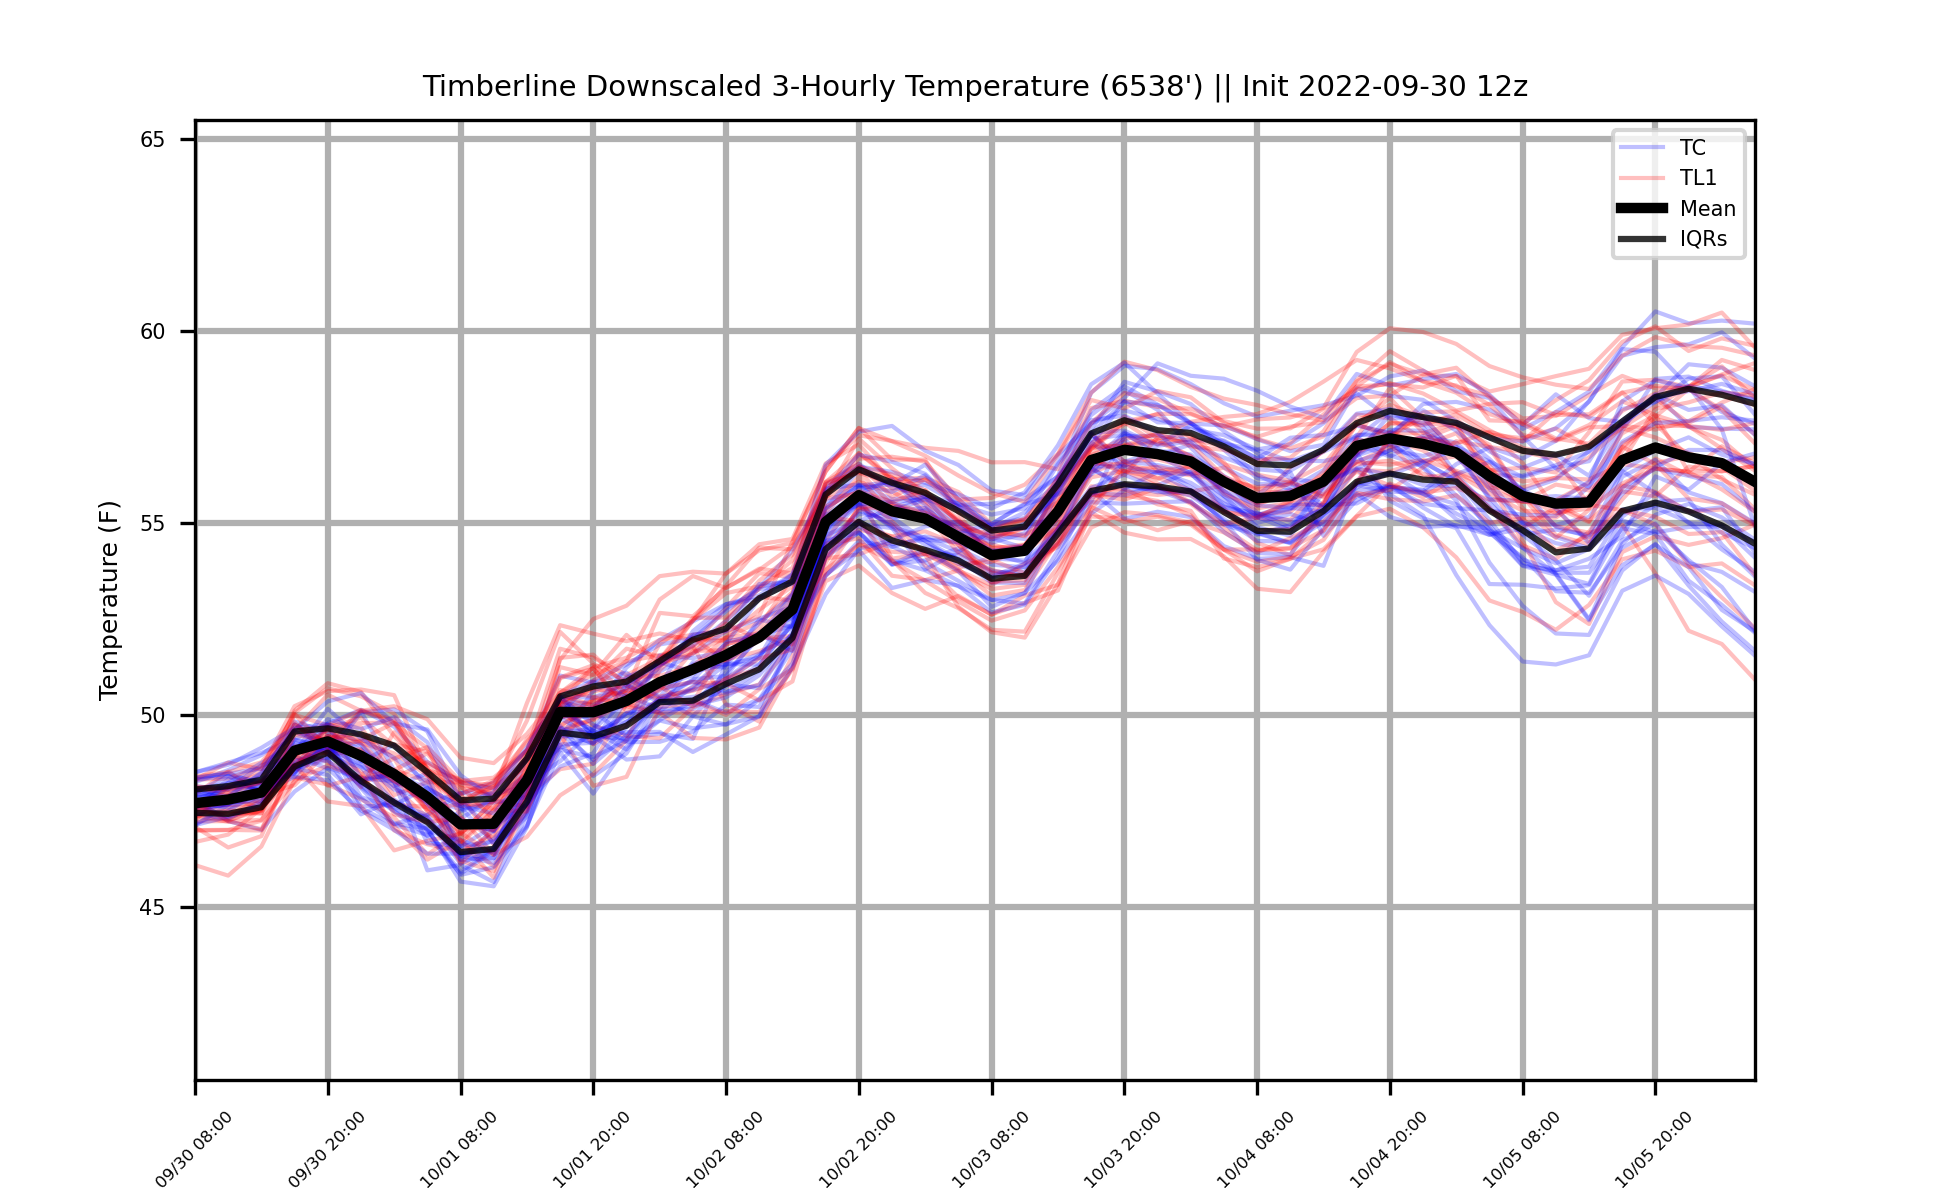 Timberline Downscaled 3-Hourly Temperature (6538') || Init 2022-09-30 12z
TC
TL1
Mean
IQRs
Temperature (F)
65
60
55
50
45
09/30 08:00
09/30 20:00
10/01 08:00
10/01 20:00
10/02 08:00
10/02 20:00
10/03 08:00
10/03 20:00
10/04 08:00
10/04 20:00
10/05 08:00
10/05 20:00